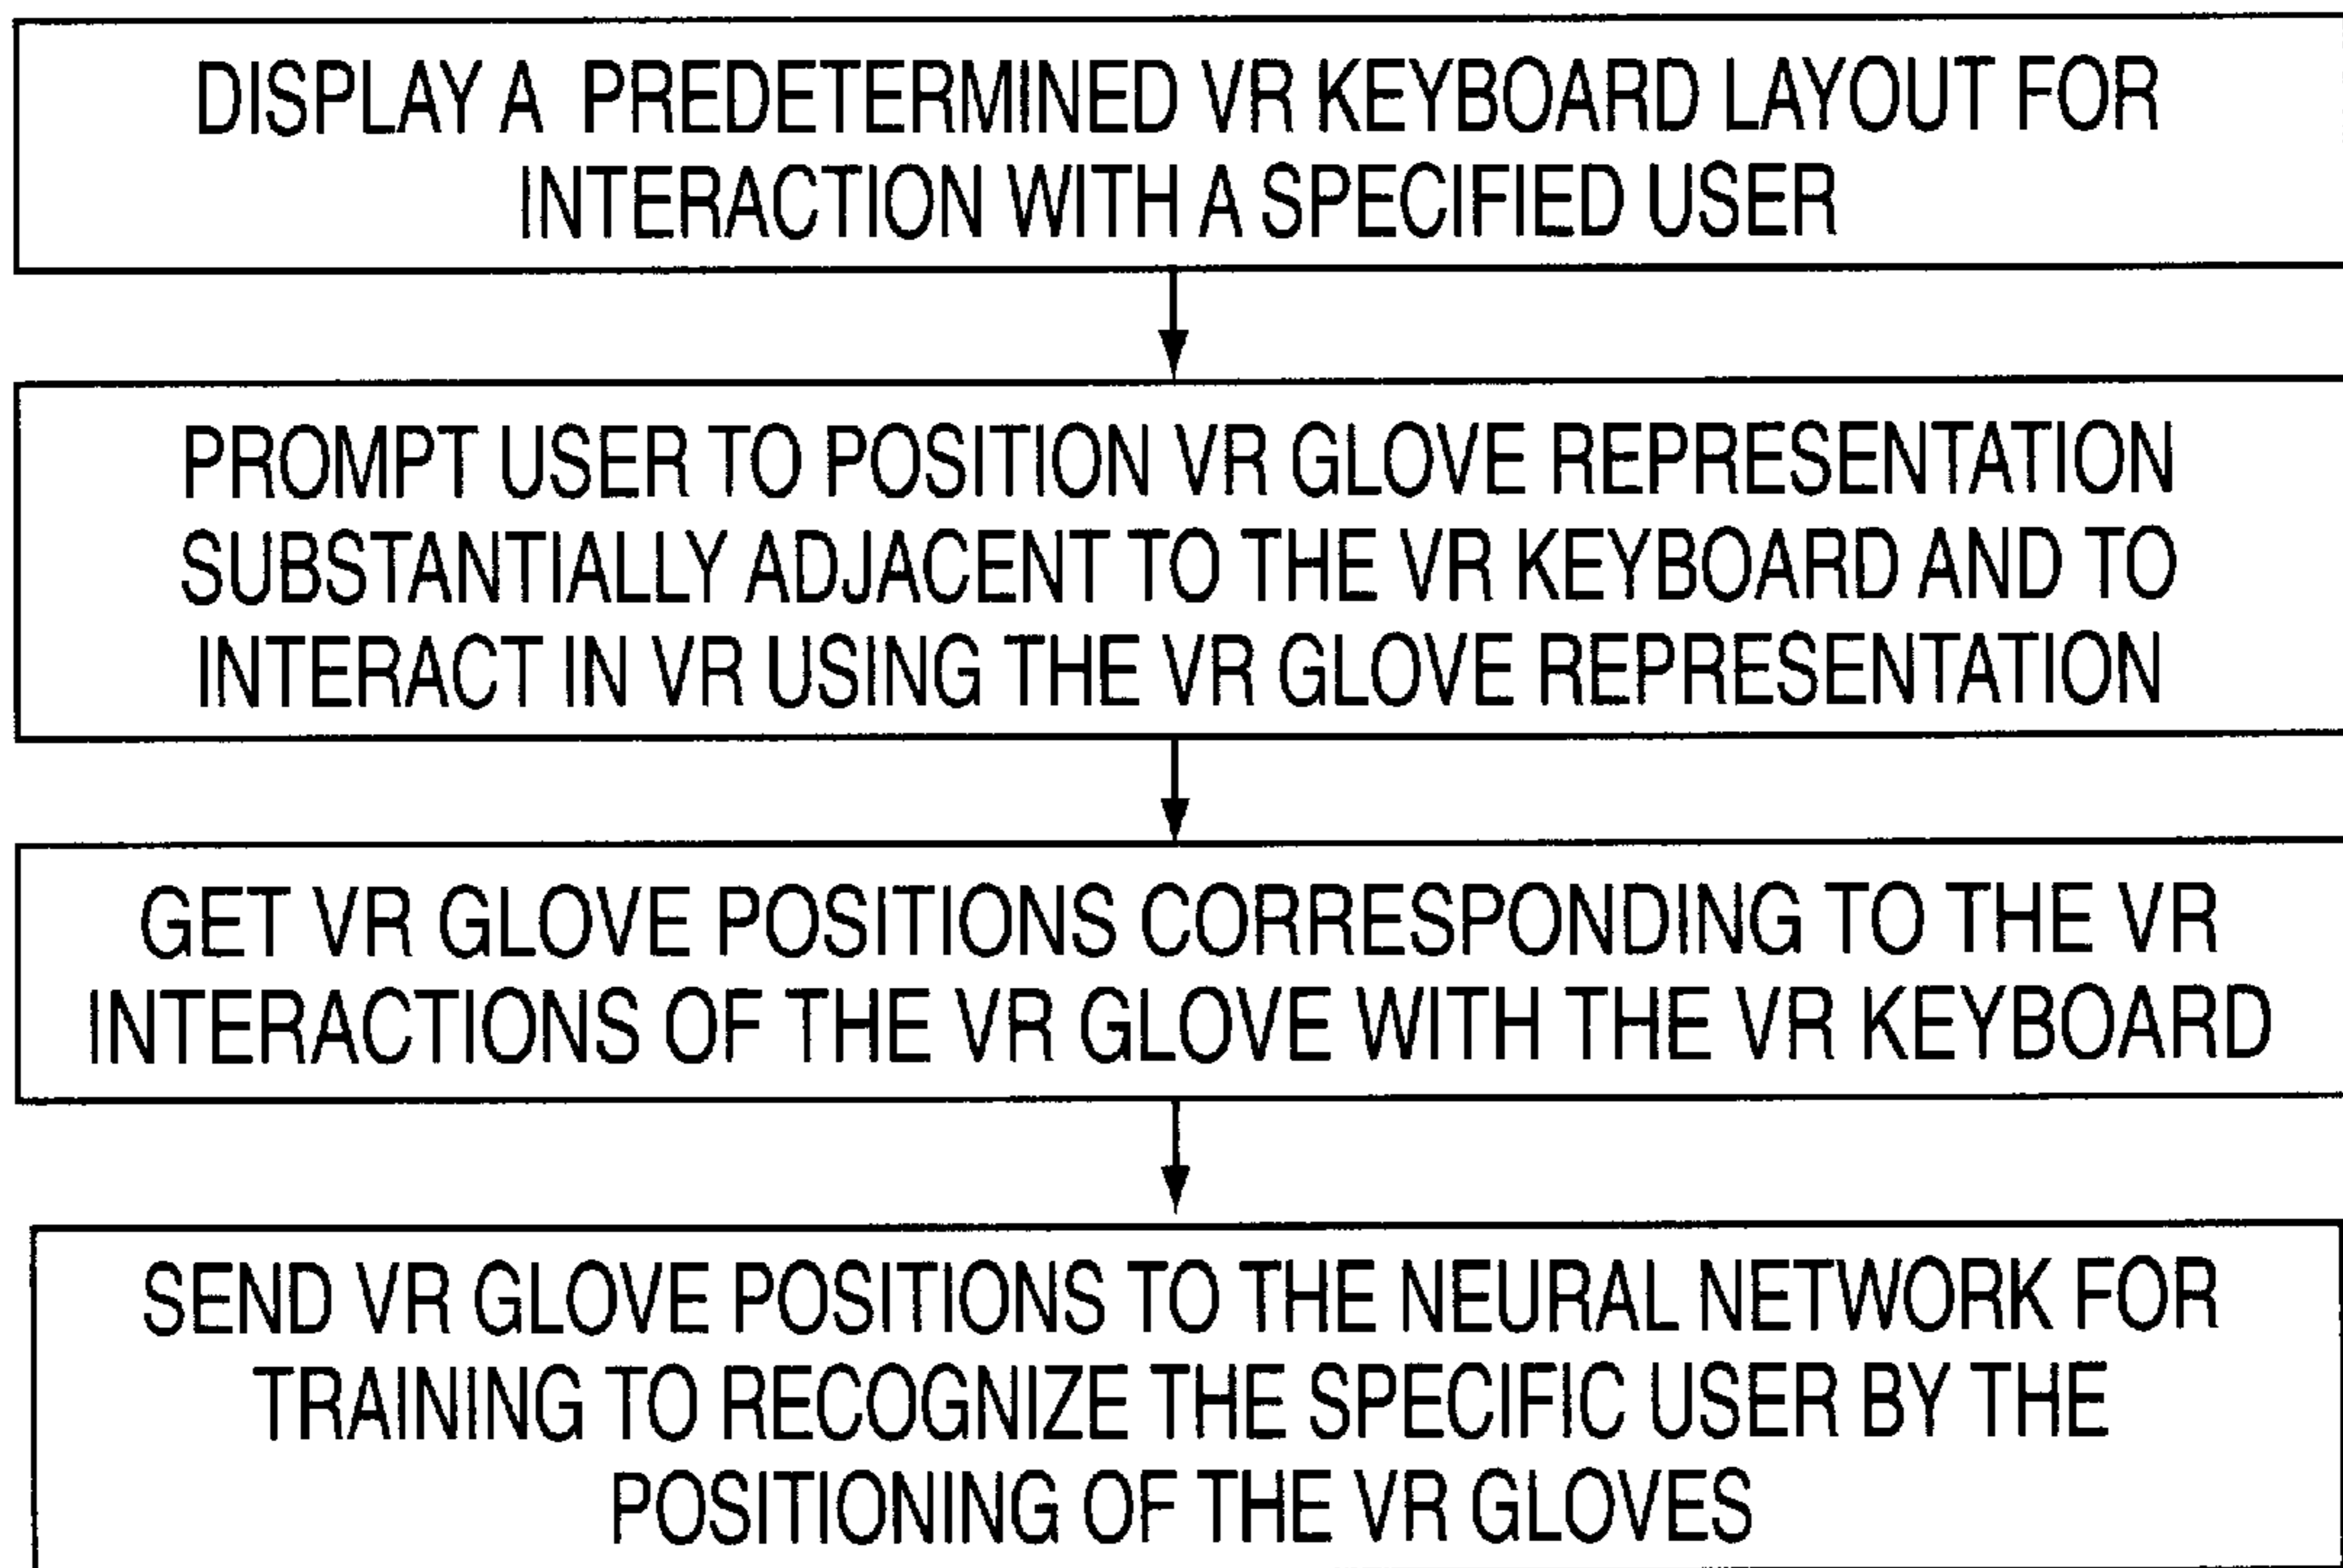 DISPLAY A PREDETERMINED VR KEYBOARD LAYOUT FOR
INTERACTION WITH A SPECIFIED USER
PROMPT USER TO POSITION VR GLOVE REPRESENTATION
SUBSTANTIALLY ADJACENT TO THE VR KEYBOARD AND TO
INTERACT IN VR USING THE VR GLOVE REPRESENTATION
GET VR GLOVE POSITIONS CORRESPONDING TO THE VR
INTERACTIONS OF THE VR GLOVE WITH THE VR KEYBOARD
SEND VR GLOVE POSITIONS TO THE NEURAL NETWORK FOR
TRAINING TO RECOGNIZE THE SPECIFIC USER BY THE
POSITIONING OF THE VR GLOVES